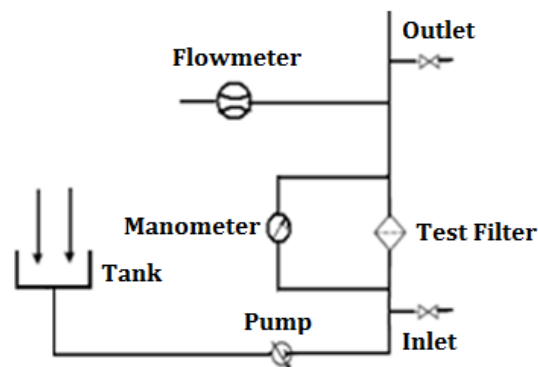 Outlet
Flowmeter
Manometer
Test Filter
Tank
Pump
Inlet